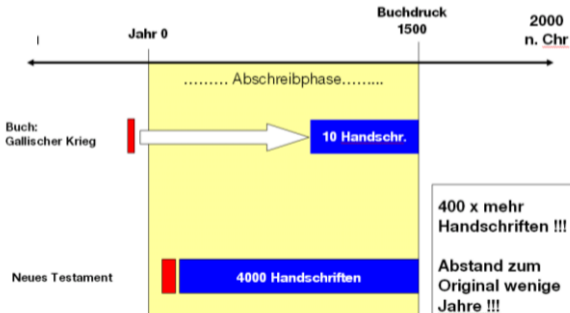 Buchdruck
1500
2000
n. Chr
Jahr 0
......... Abschreibphase.........
Buch:
Gallischer Krieg
10 Handschr.
400 x mehr
Handschriften !!!
Neues Testament
4000 Handschriften
Abstand zum
Original wenige
Jahre !!!